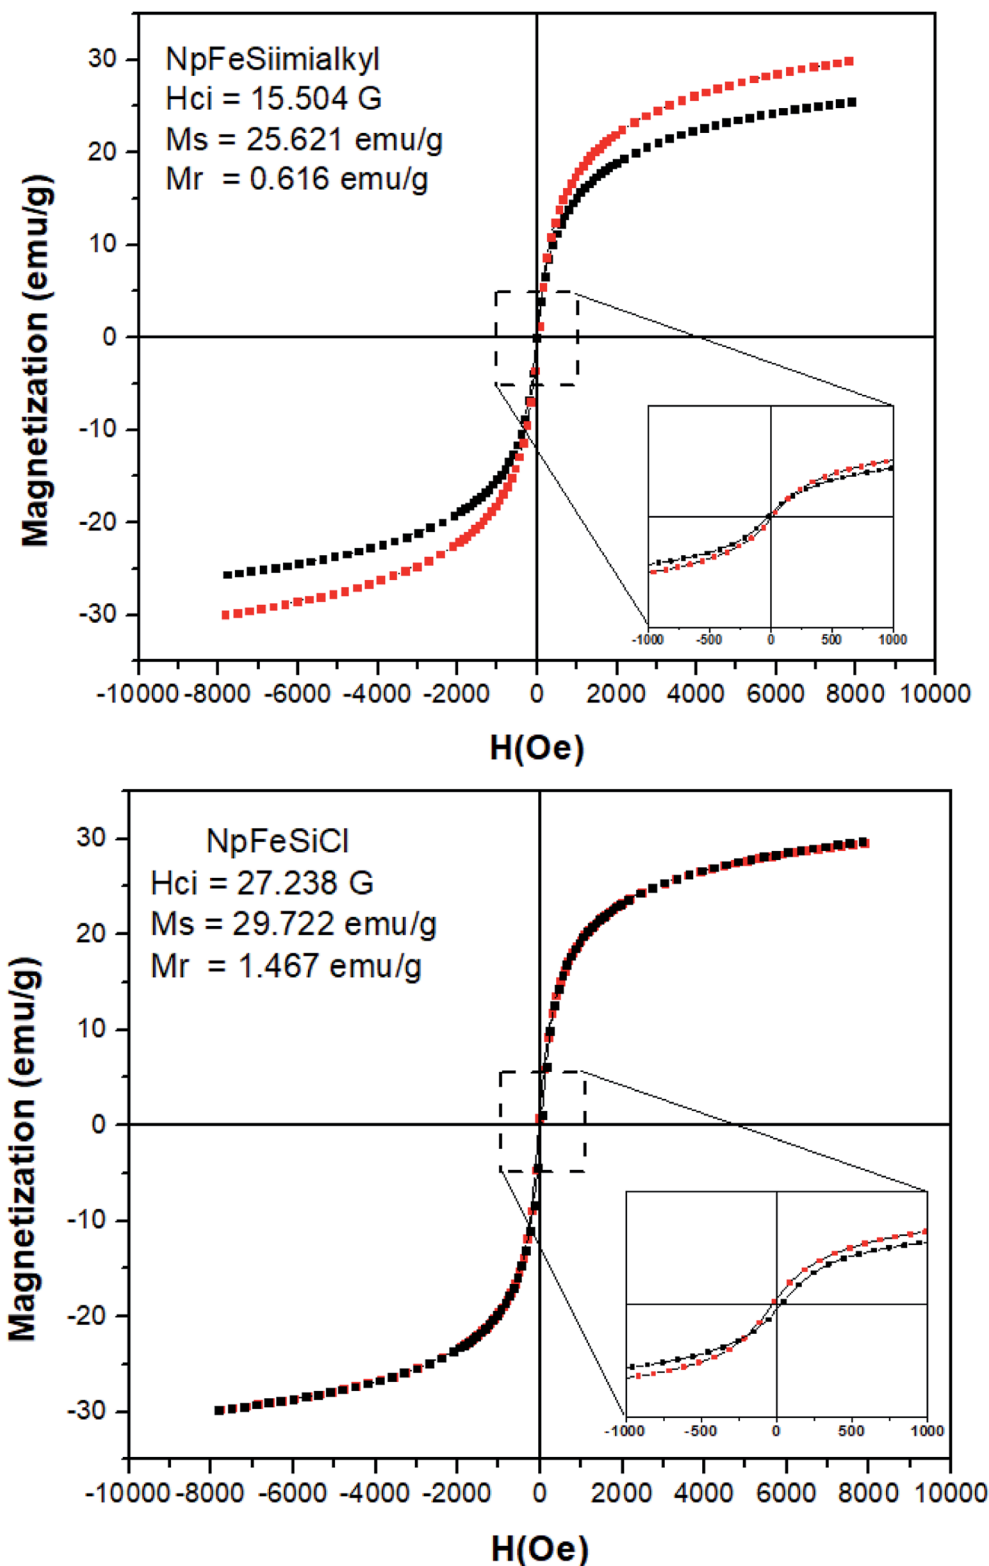 NpFeSiimialkyl
Hci = 15.504 G
Ms = 25.621 emu/g
Mr = 0.616 emu/g
Magnetization (emu/g)
30
20
10
0
-10
-20
-30
-1000 -500 0 500 1000
-10000 -8000 -6000 -4000 -2000 0 2000 4000 6000 8000 10000
H(Oe)
NpFeSiCl
Hci = 27.238 G
Ms = 29.722 emu/g
Mr = 1.467 emu/g
Magnetization (emu/g)
30
20
10
0
-10
-20
-30
-1000 -500 0 500 1000
-10000 -8000 -6000 -4000 -2000 0 2000 4000 6000 8000 10000
H(Oe)